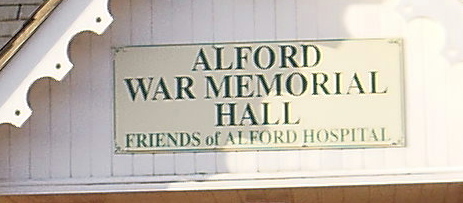 ALFORD
WAR MEMORIAL
HALL
FRIENDS of ALFORD HOSPITAL